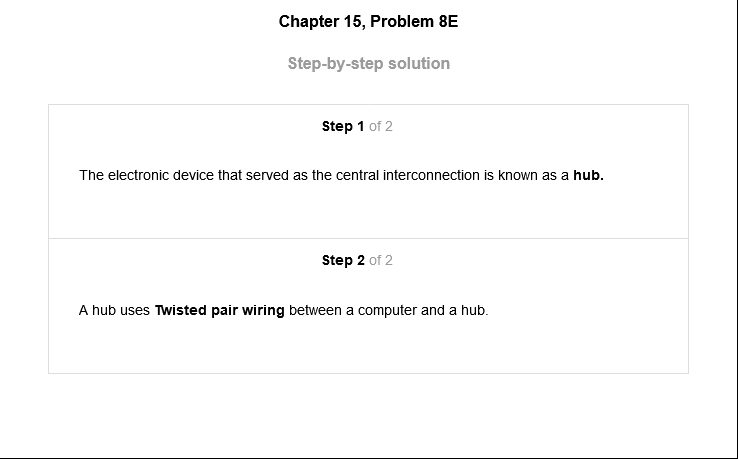 Chapter 15, Problem 8E
Step-by-step solution
Step 1 of 2
The electronic device that served as the central interconnection is known as a hub.
Step 2 of 2
A hub uses Twisted pair wiring between a computer and a hub.